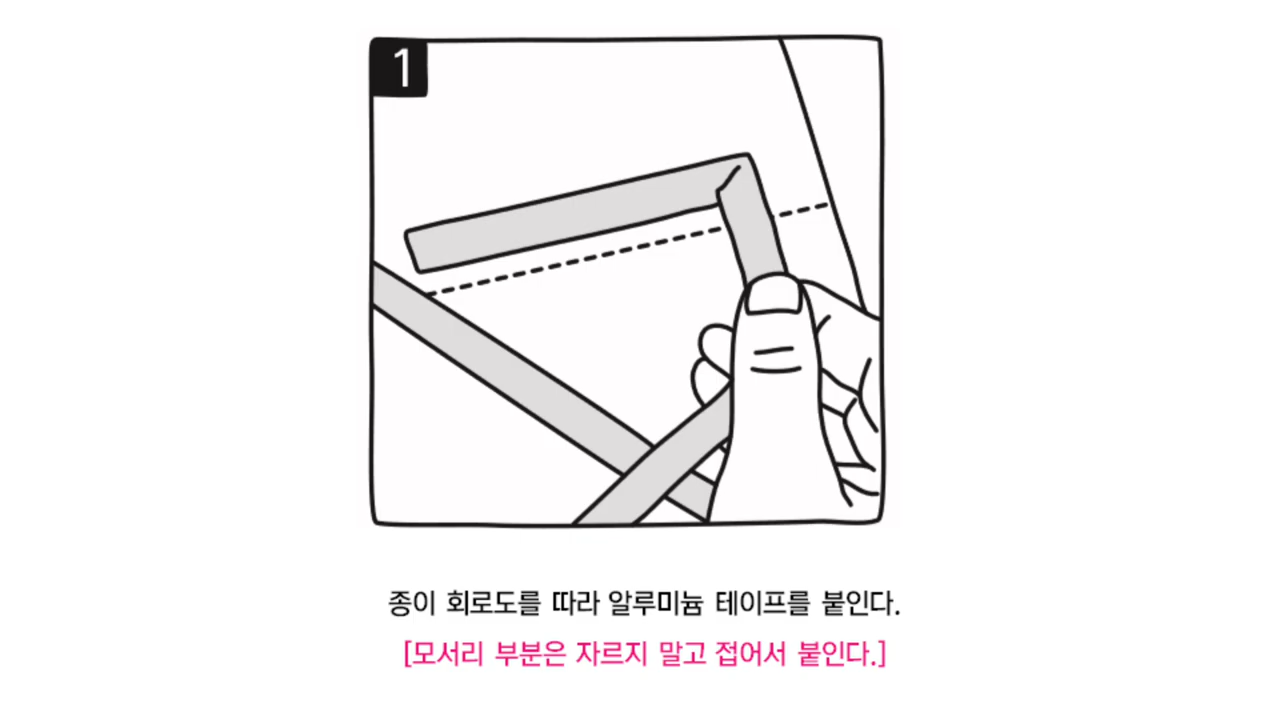 1
종이 회로도를 따라 알루미늄 테이프를 붙인다.
[모서리 부분은 자르지 말고 접어서 붙인다.]